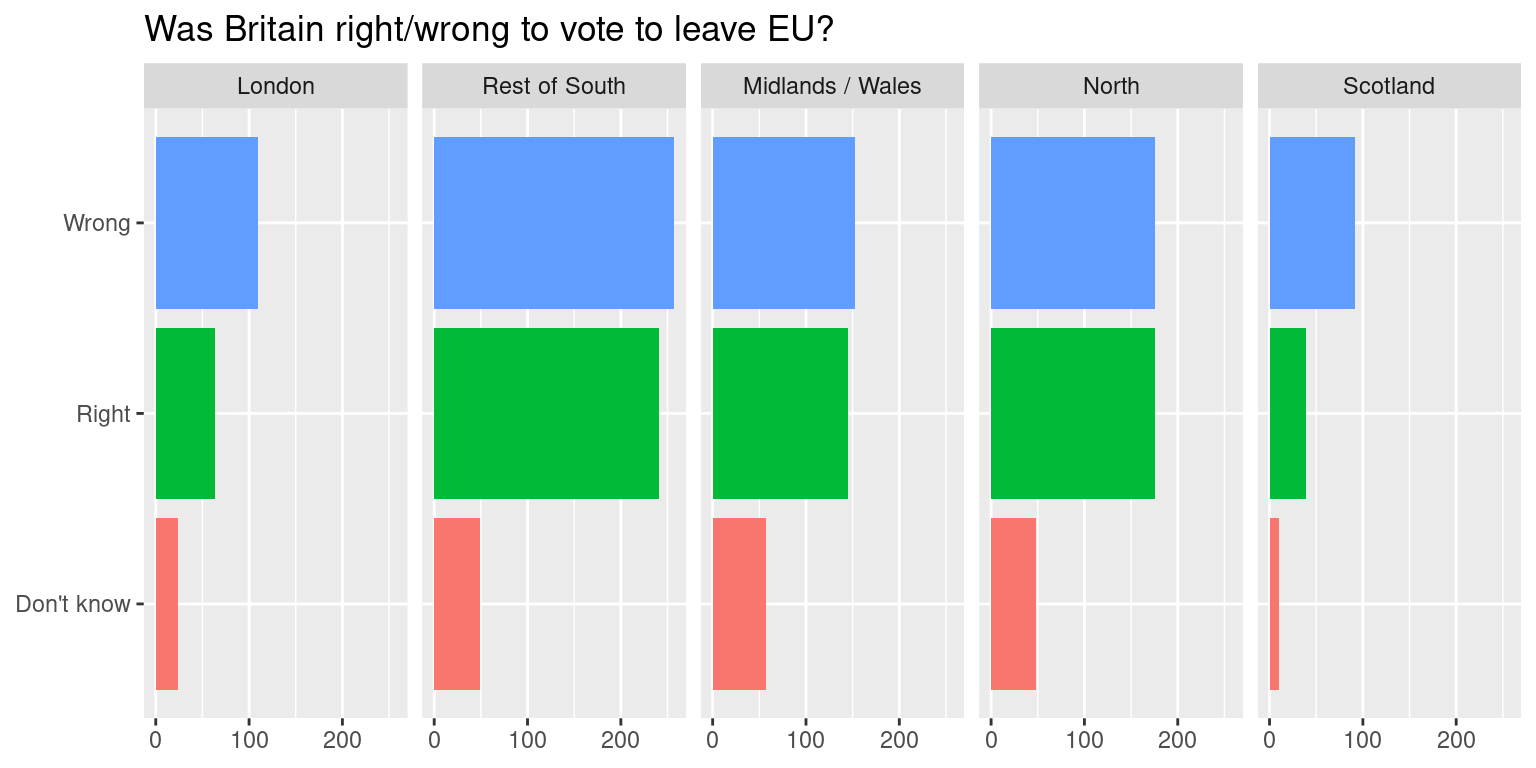 Was Britain right/wrong to vote to leave EU?
London Rest of South Midlands / Wales North Scotland
Wrong
Right
Don't know
0 100 200 0 100 200 0 100 200 0 100 200 0 100 200